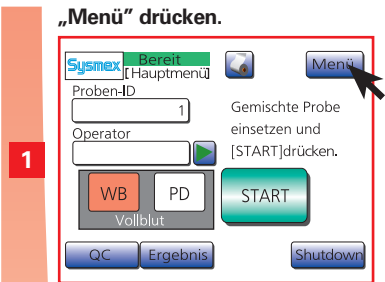 „Menü” drücken.
1
Sysmex Bereit
[Hauptmenü]
Menü
Proben-ID
1
Operator
Gemischte Probe
einsetzen und
[START]drücken.
WB PD
Vollblut
START
QC Ergebnis Shutdown